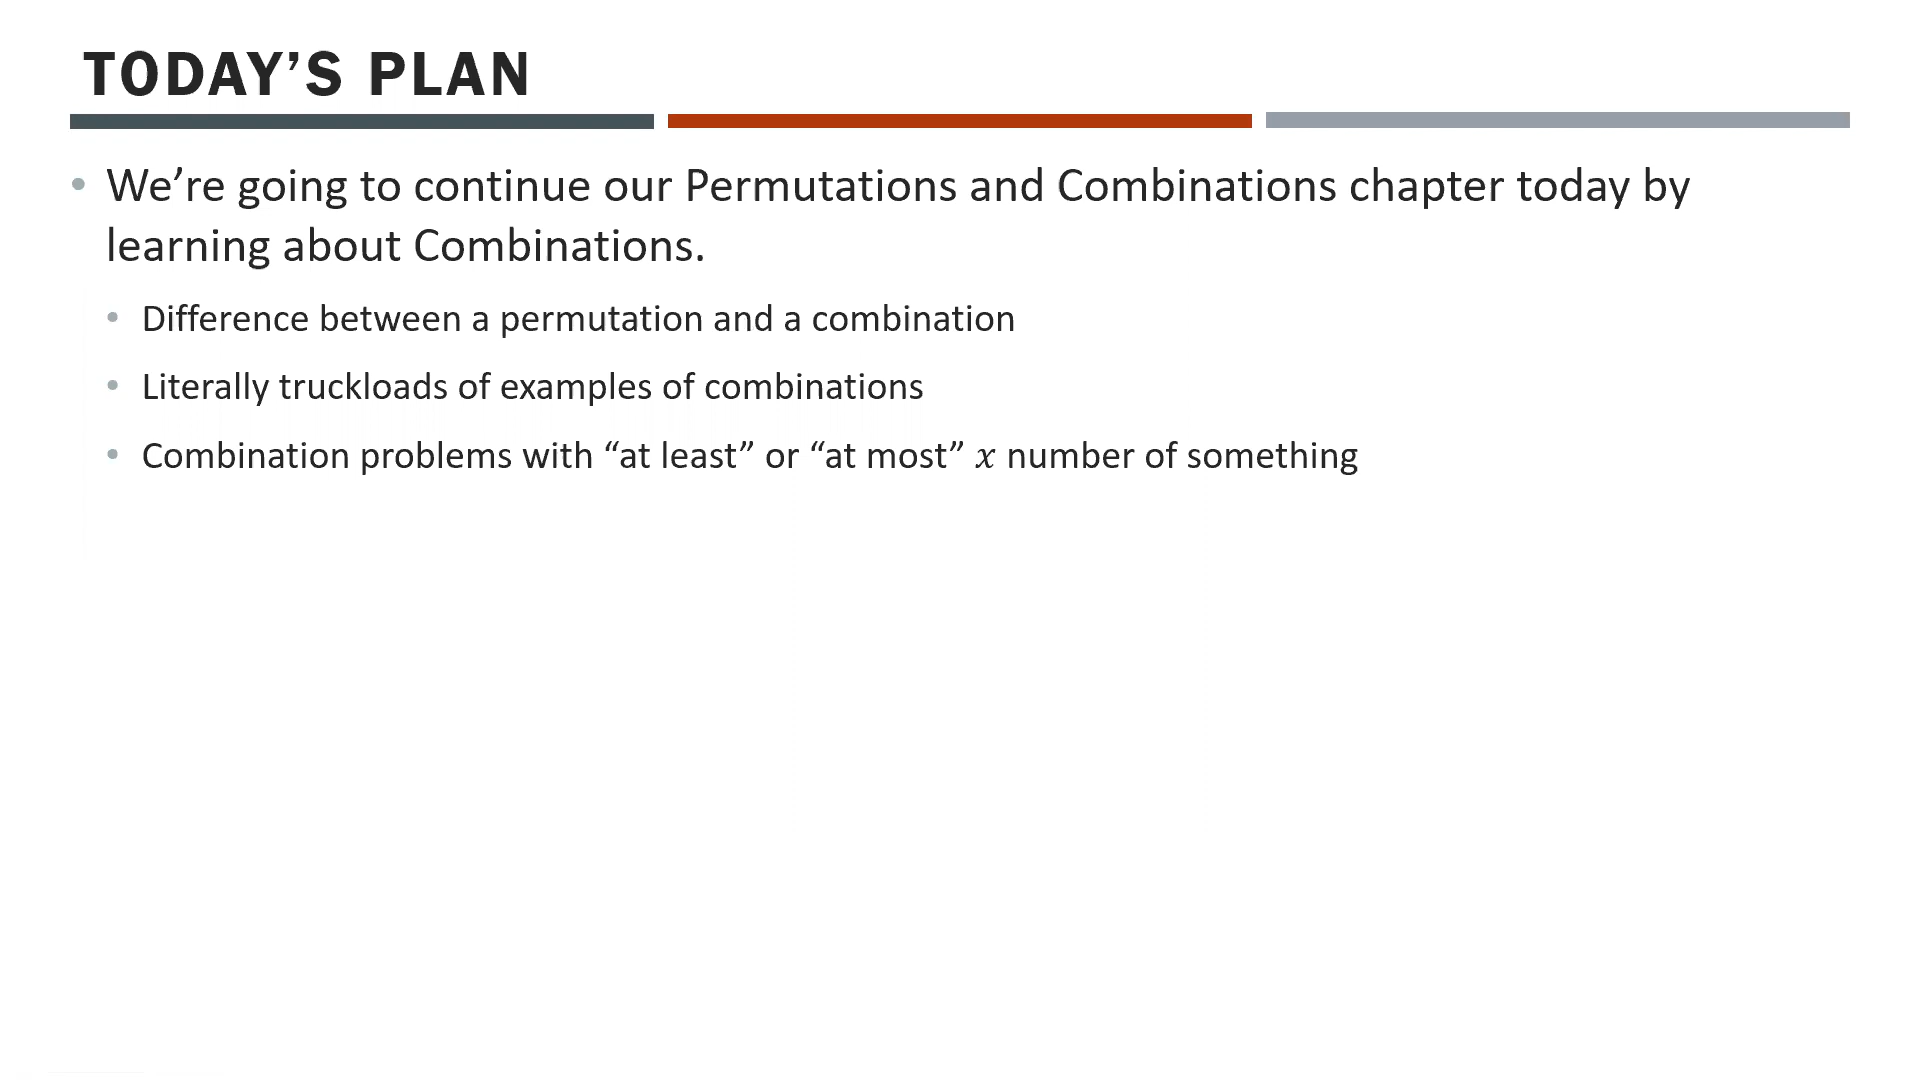 TODAY’S PLAN
• We’re going to continue our Permutations and Combinations chapter today by
learning about Combinations.
• Difference between a permutation and a combination
• Literally truckloads of examples of combinations
• Combination problems with “at least” or “at most” 𝑥 number of something